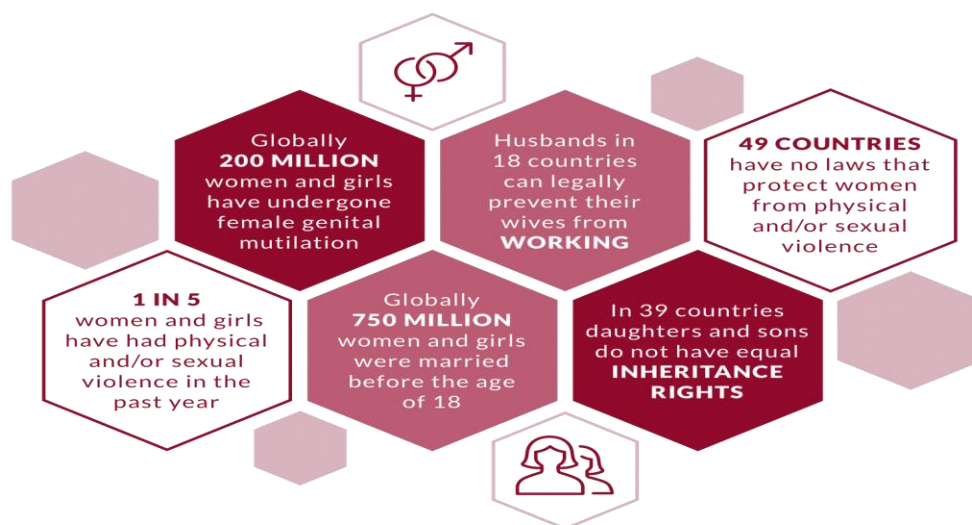 Globally
200 MILLION
women and girls
have undergone
female genital
mutilation
Husbands in
18 countries
can legally
prevent their
wives from
WORKING
49 COUNTRIES
have no laws that
protect women
from physical
and/or sexual
violence
1 IN 5
women and girls
have had physical
and/or sexual
violence in the
past year
Globally
750 MILLION
women and girls
were married
before the age
of 18
In 39 countries
daughters and sons
do not have equal
INHERITANCE
RIGHTS